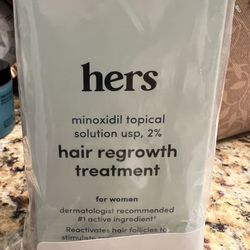 hers
minoxidil topical
solution usp, 2%
hair regrowth
treatment
for women
dermatologist recommended
#1 active ingredient†
Reactivates hair follicles to
stimulate